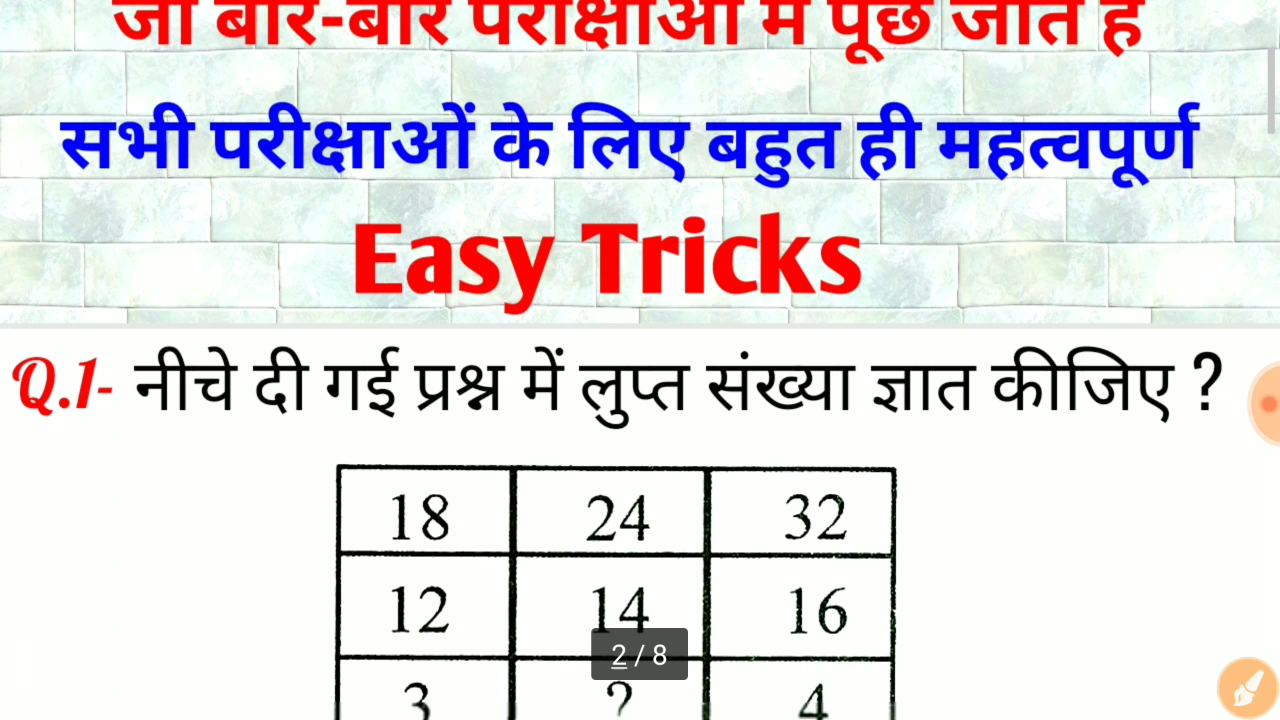 जो बार-बार परीक्षाओं में पूछे जाते हैं
सभी परीक्षाओं के लिए बहुत ही महत्वपूर्ण
Easy Tricks
Q.1- नीचे दी गई प्रश्न में लुप्त संख्या ज्ञात कीजिए ?
18 24 32
12 14 16
3 ? 4
2 / 8